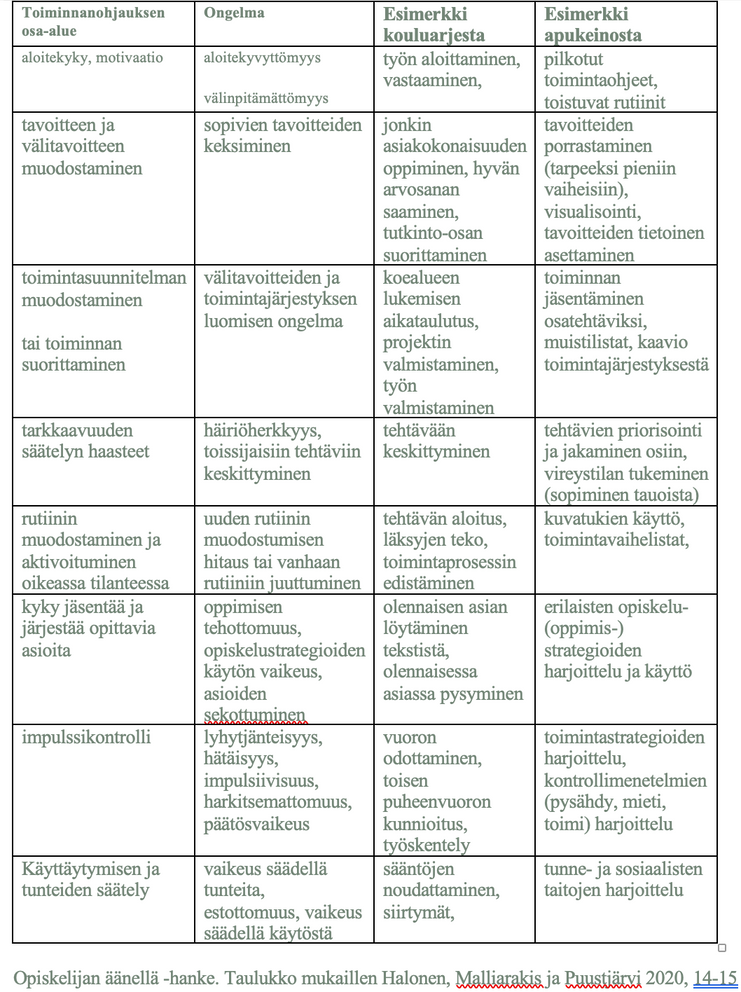 Toiminnanohjauksen
osa-alue
Ongelma
Esimerkki
kouluarjesta
Esimerkki
apukeinosta
aloitekyky, motivaatio
aloitekyvyttömyys
välinpitämättömyys
työn aloittaminen,
vastaaminen,
pilkotut
toimintaohjeet,
toistuvat rutiinit
tavoitteen ja
välitavoitteen
muodostaminen
sopivien tavoitteiden
keksiminen
jonkin
asiakokonaisuuden
oppiminen, hyvän
arvosanan
saaminen,
tutkinto-osan
suorittaminen
tavoitteiden
porrastaminen
(tarpeeksi pieniin
vaiheisiin),
visualisointi,
tavoitteiden tietoinen
asettaminen
toimintasuunnitelman
muodostaminen
tai toiminnan
suorittaminen
välitavoitteiden ja
toimintajärjestyksen
luomisen ongelma
koealueen
lukemisen
aikataulutus,
projektin
valmistaminen,
työn
valmistaminen
toiminnan
jäsentäminen
osatehtäviksi,
muistilistat, kaavio
toimintajärjestyksestä
tarkkaavuuden
säätelyn haasteet
häiriöherkkyys,
toissijaisiin tehtäviin
keskittyminen
tehtävään
keskittyminen
tehtävien priorisointi
ja jakaminen osiin,
vireystilan tukeminen
(sopiminen tauoista)
rutiinin
muodostaminen ja
aktivoituminen
oikeassa tilanteessa
uuden rutiinin
muodostumisen
hitaus tai vanhaan
rutiiniin juuttuminen
tehtävän aloitus,
läksyjen teko,
toimintaprosessin
edistäminen
kuvatukien käyttö,
toimintavaihelistat,
kyky jäsentää ja
järjestää opittavia
asioita
oppimisen
tehottomuus,
opiskelustrategioiden
käytön vaikeus,
asioiden
sekottuminen
olennaisen asian
löytäminen
tekstistä,
olennaisessa
asiassa pysyminen
erilaisten opiskelu-
(oppimis-)
strategioiden
harjoittelu ja käyttö
impulssikontrolli
lyhytjänteisyys,
hätäisyys,
impulsiivisuus,
harkitsemattomuus,
päätösvaikeus
vuoron
odottaminen,
toisen
puheenvuoron
kunnioitus,
työskentely
toimintastrategioiden
harjoittelu,
kontrollimenetelmien
(pysähdy, mieti,
toimi) harjoittelu
Käyttäytymisen ja
tunteiden säätely
vaikeus säädellä
tunteita,
estottomuus, vaikeus
säädellä käytöstä
sääntöjen
noudattaminen,
siirtymät,
tunne- ja sosiaalisten
taitojen harjoittelu
Opiskelijan äänellä -hanke. Taulukko mukaillen Halonen, Malliarakis ja Puustjärvi 2020, 14-15